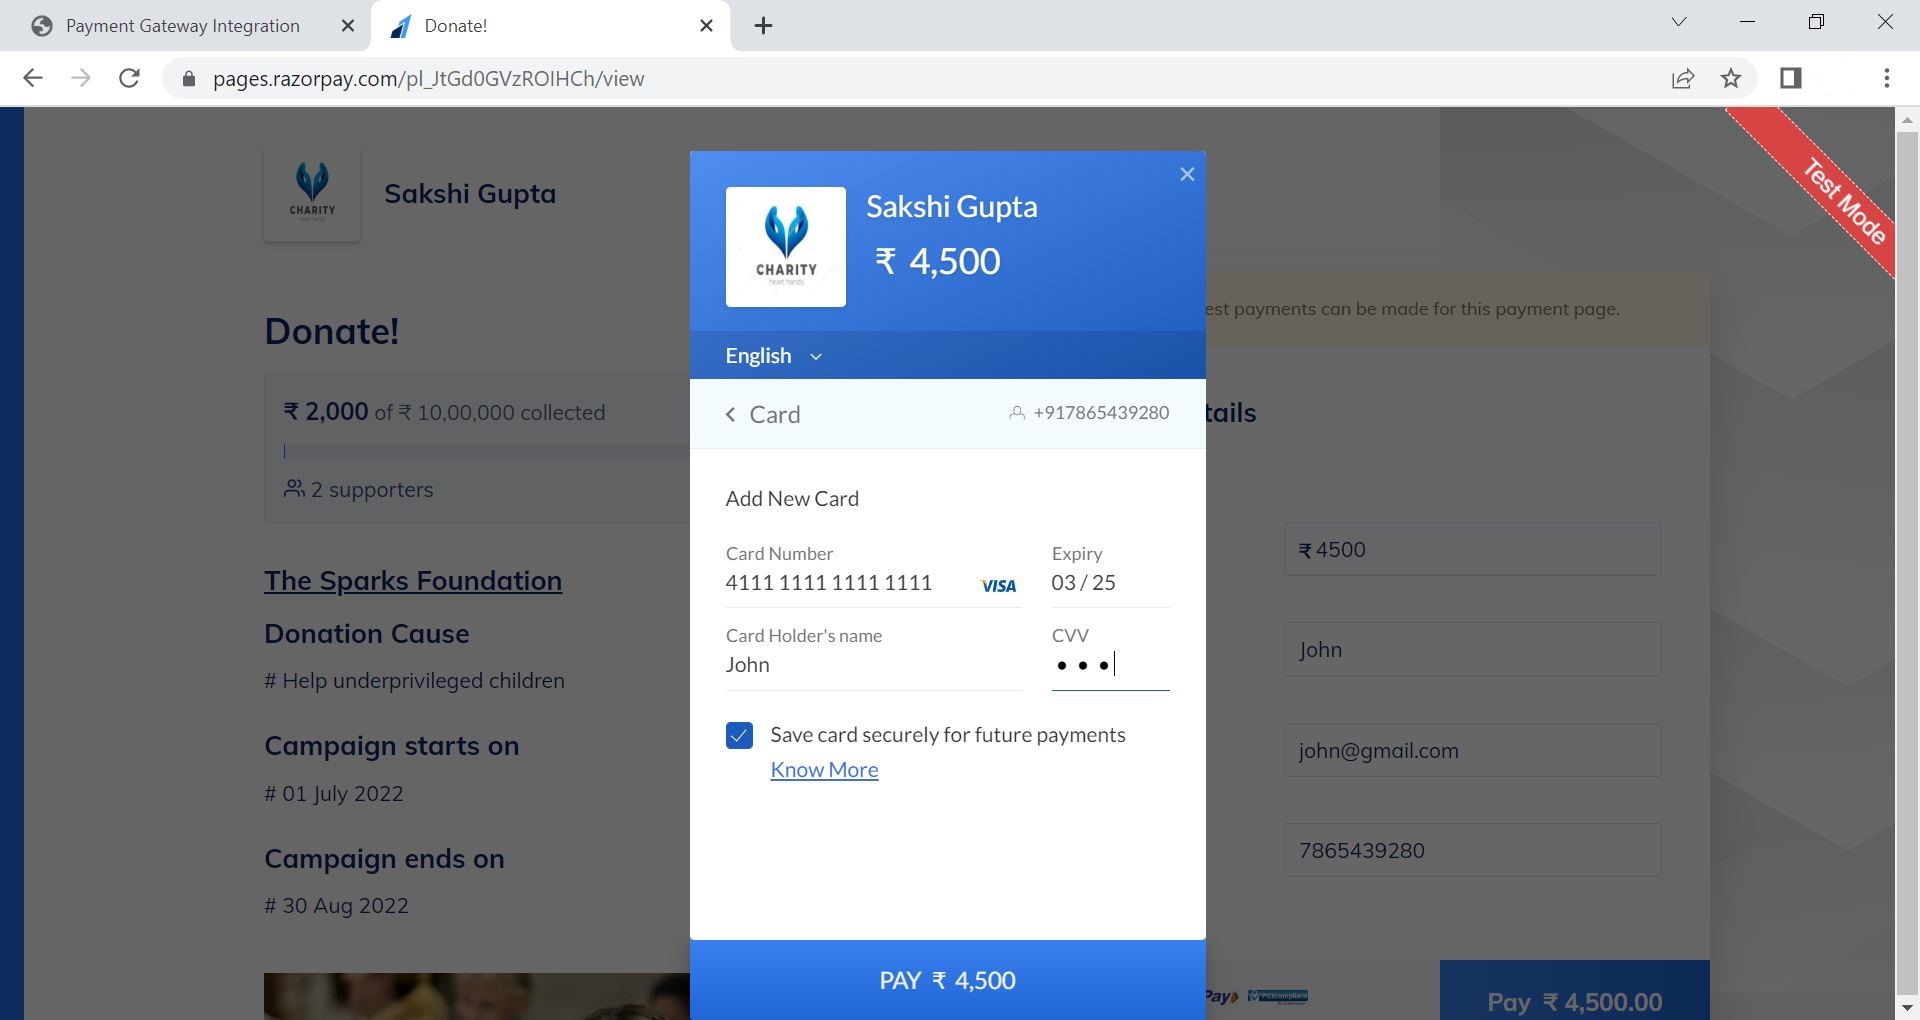 Payment Gateway Integration
Donate!
pages.razorpay.com/pl_JtGd0GVzROIHCh/view
Test Mode
CHARITY
Sakshi Gupta
Donate!
₹ 2,000 of ₹ 10,00,000 collected
2 supporters
The Sparks Foundation
Donation Cause
# Help underprivileged children
Campaign starts on
# 01 July 2022
Campaign ends on
# 30 Aug 2022
CHARITY
heart hands
Sakshi Gupta
₹ 4,500
English
Card
+917865439280
Add New Card
Card Number
4111 1111 1111 1111
VISA
Expiry
03 / 25
Card Holder's name
John
CVV
Save card securely for future payments
Know More
PAY ₹ 4,500
est payments can be made for this payment page.
tails
₹ 4500
John
john@gmail.com
7865439280
Pay
Pay ₹ 4,500.00